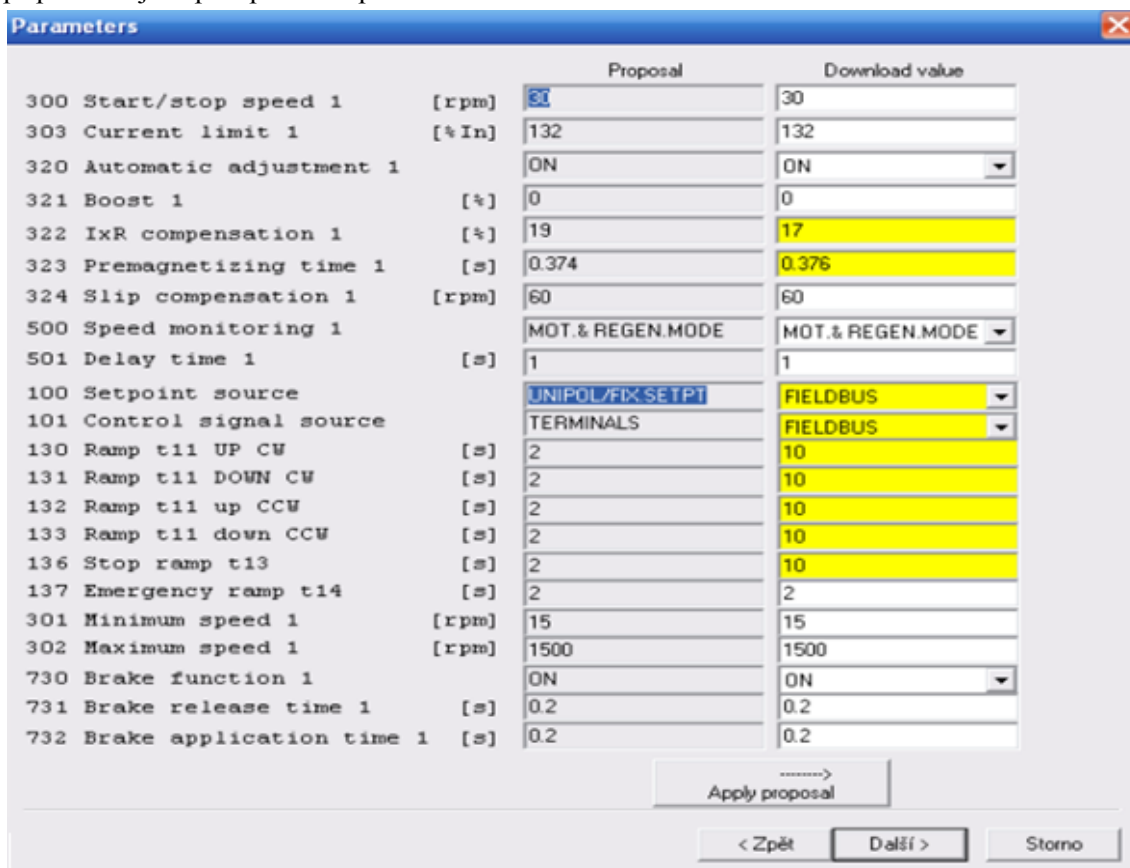 Parameters
Proposal Download value
300 Start/stop speed 1 [rpm] 30 30
303 Current limit 1 [%In] 132 132
320 Automatic adjustment 1 ON ON
321 Boost 1 [%] 0 0
322 IxR compensation 1 [%] 19 17
323 Premagnetizing time 1 [s] 0.374 0.376
324 Slip compensation 1 [rpm] 60 60
500 Speed monitoring 1 MOT.& REGEN.MODE MOT.& REGEN.MODE
501 Delay time 1 [s] 1 1
100 Setpoint source UNIPOL/FIX.SETPT FIELDBUS
101 Control signal source TERMINALS FIELDBUS
130 Ramp t11 UP CW [s] 2 10
131 Ramp t11 DOWN CW [s] 2 10
132 Ramp t11 up CCW [s] 2 10
133 Ramp t11 down CCW [s] 2 10
136 Stop ramp t13 [s] 2 10
137 Emergency ramp t14 [s] 2 2
301 Minimum speed 1 [rpm] 15 15
302 Maximum speed 1 [rpm] 1500 1500
730 Brake function 1 ON ON
731 Brake release time 1 [s] 0.2 0.2
732 Brake application time 1 [s] 0.2 0.2
-------->
Apply proposal
< Zpět Další > Storno